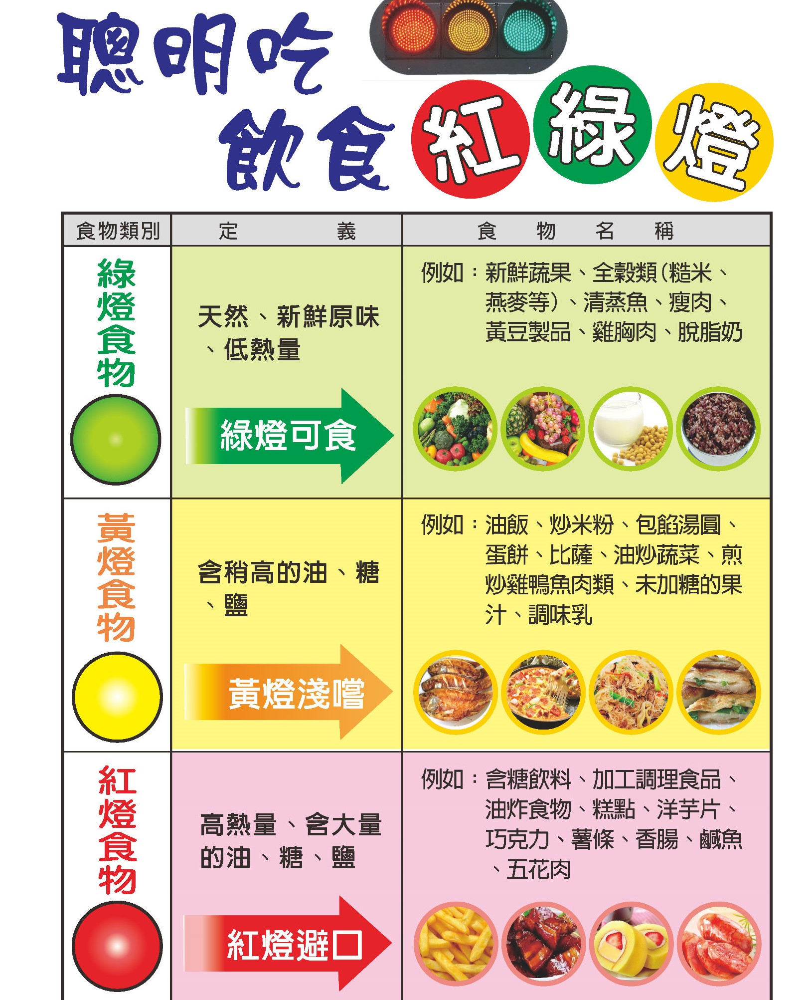 聰明吃
飲食紅綠燈
食物類別
定義
食物名稱
綠燈食物
天然、新鮮原味
、低熱量
綠燈可食
例如：新鮮蔬果、全穀類（糙米、
燕麥等）、清蒸魚、瘦肉、
黃豆製品、雞胸肉、脫脂奶
黃燈食物
含稍高的油、糖
、鹽
黃燈淺嚐
例如：油飯、炒米粉、包餡湯圓、
蛋餅、比薩、油炒蔬菜、煎
炒雞鴨魚肉類、未加糖的果
汁、調味乳
紅燈食物
高熱量、含大量
的油、糖、鹽
紅燈避口
例如：含糖飲料、加工調理食品、
油炸食物、糕點、洋芋片、
巧克力、薯條、香腸、鹹魚
、五花肉